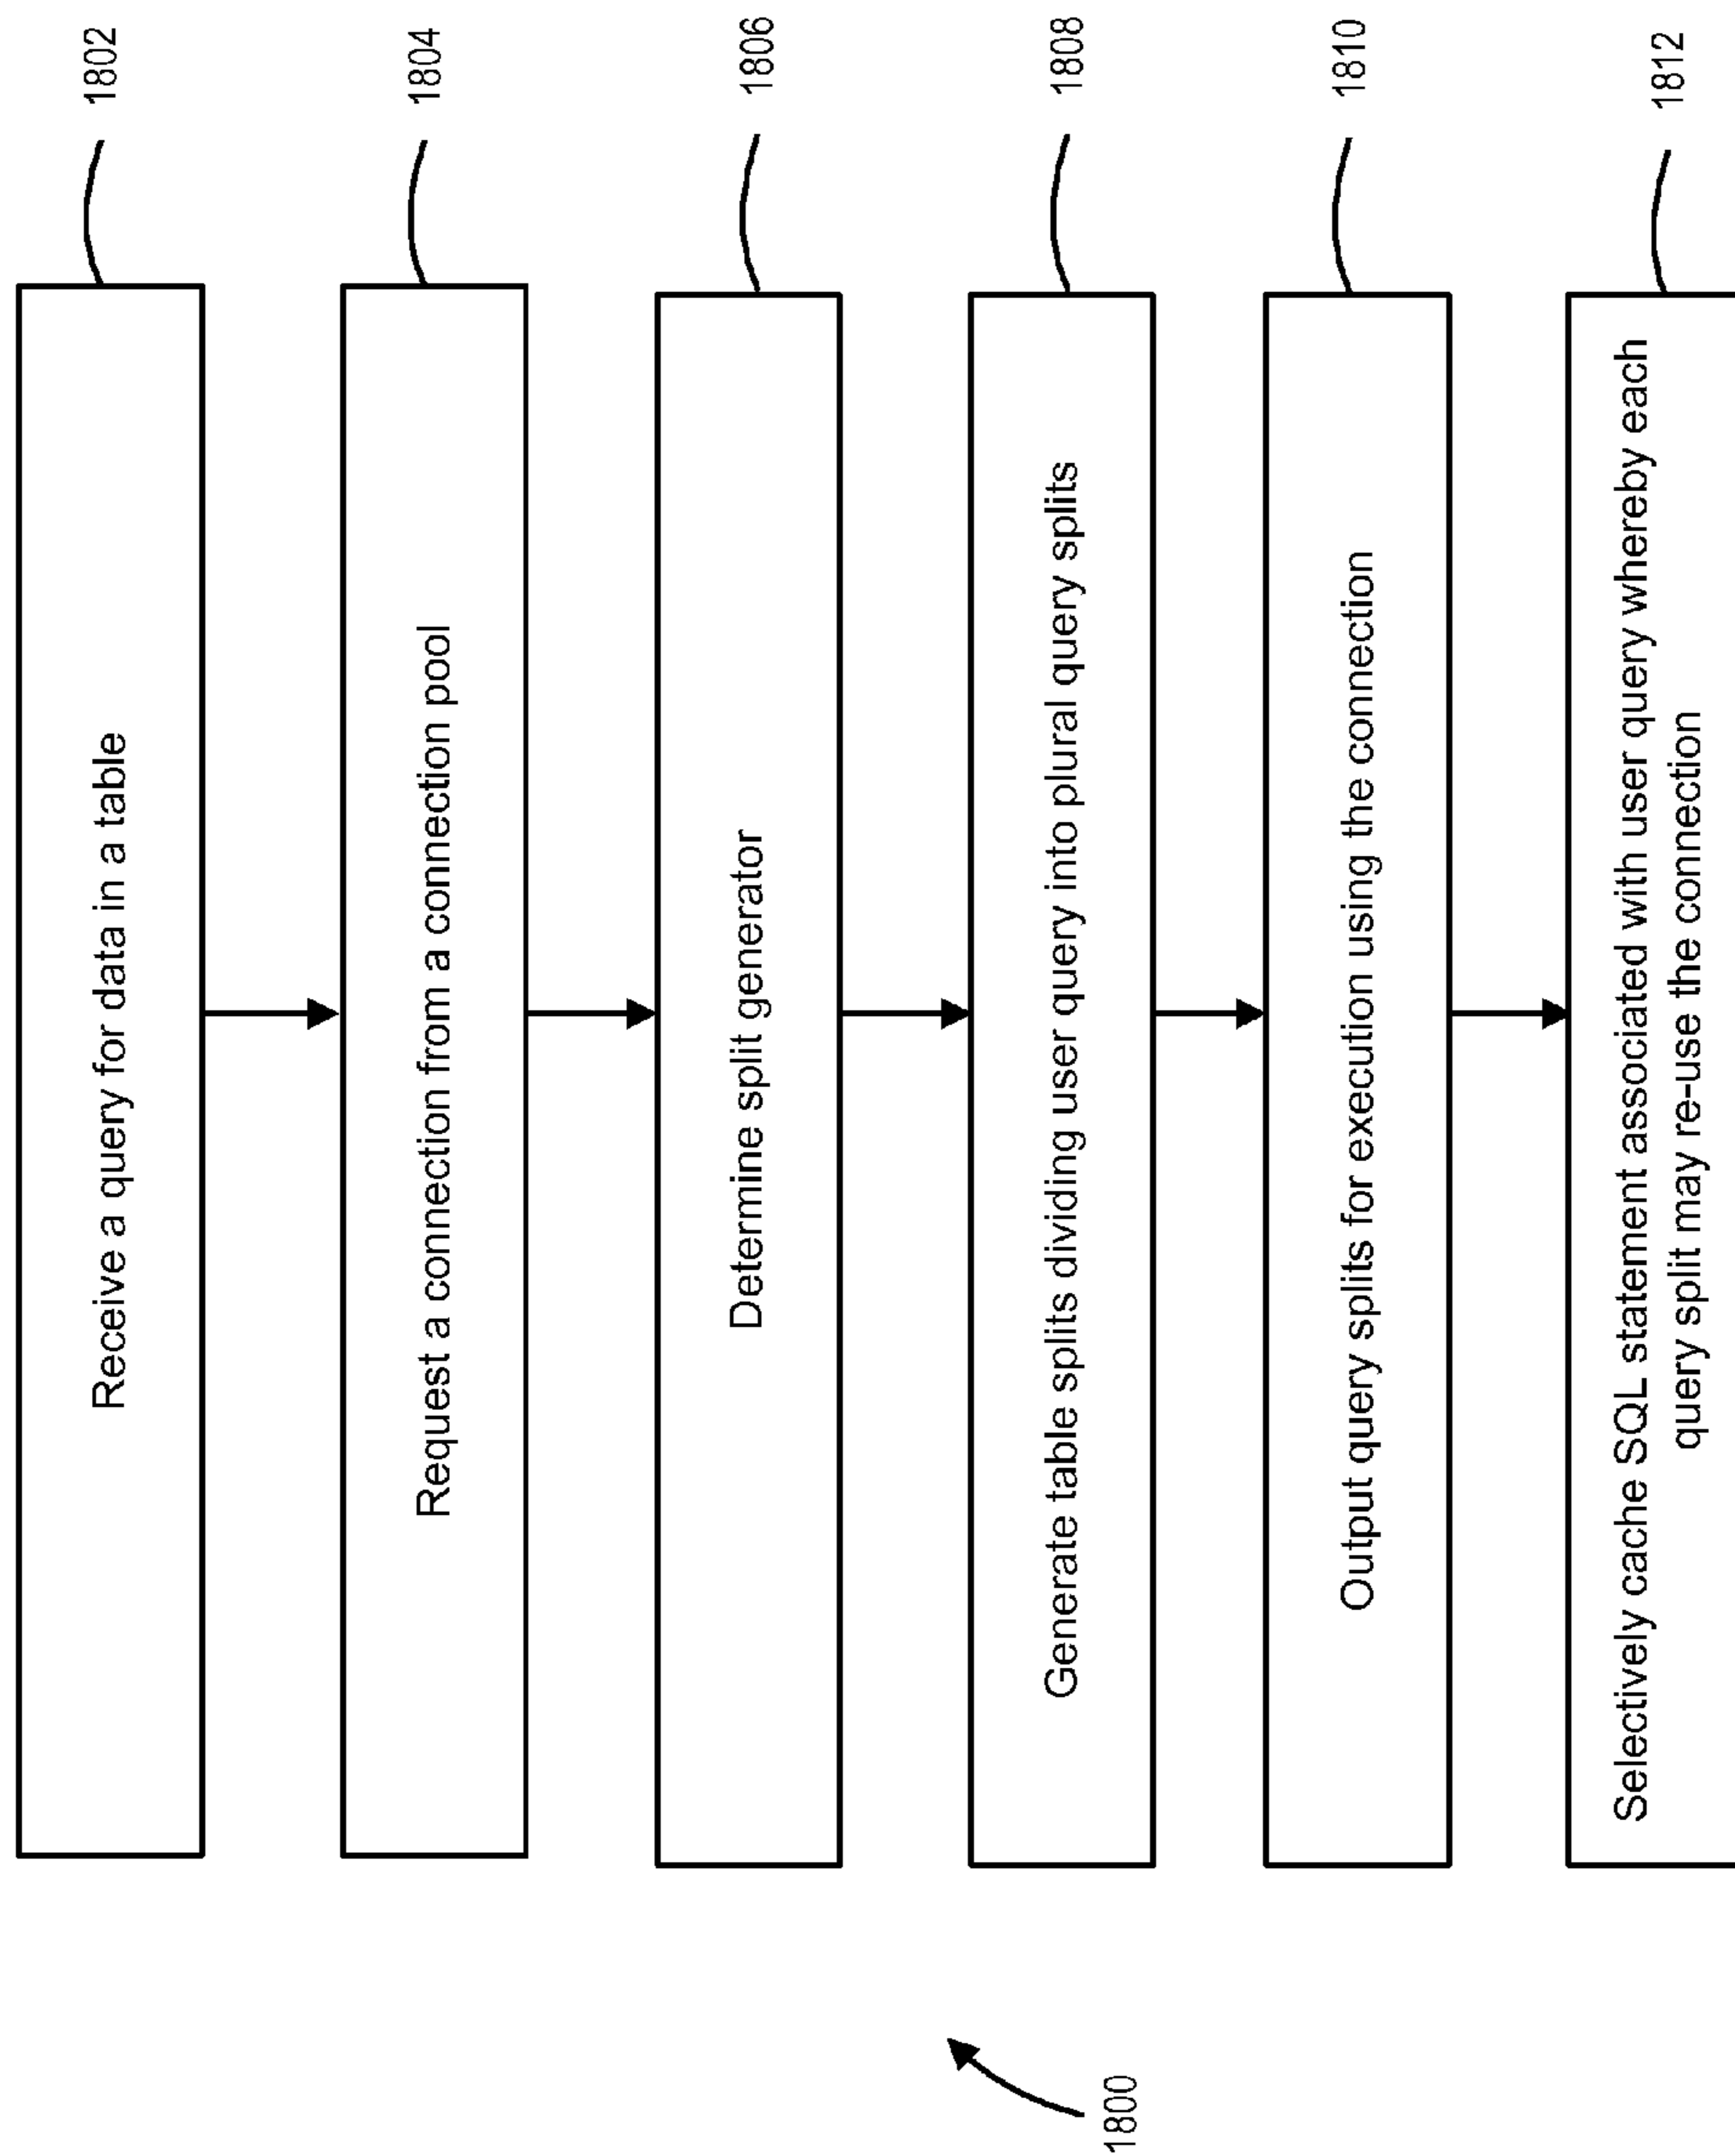 1800
Receive a query for data in a table
1802
Request a connection from a connection pool
1804
Determine split generator
1806
Generate table splits dividing user query into plural query splits
1808
Output query splits for execution using the connection
1810
Selectively cache SQL statement associated with user query whereby each
query split may re-use the connection
1812